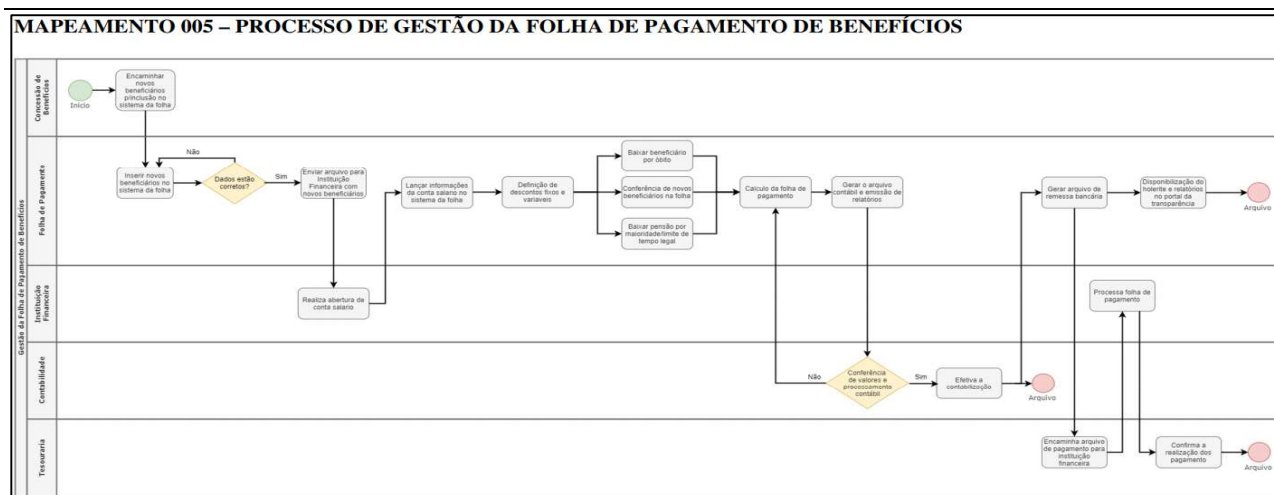 MAPEAMENTO 005 – PROCESSO DE GESTÃO DA FOLHA DE PAGAMENTO DE BENEFÍCIOS
Gestão da Folha de Pagamento de Benefícios
Concessão de
Benefícios
Início
Encaminhar
novos
beneficiários
p/inclusão no
sistema da folha
Folha de Pagamento
Inserir novos
beneficiários no
sistema da folha
Não
Dados estão
corretos?
Sim
Enviar arquivo para
Instituição
Financeira com
novos beneficiários
Lançar informações
da conta salario no
sistema da folha
Definição de
descontos fixos e
variaveis
Baixar beneficiário
por óbito
Conferência de novos
beneficiários na folha
Baixar pensão por
maioridade/limite de
tempo legal
Calculo da folha de
pagamento
Gerar o arquivo
contábil e emissão de
relatórios
Gerar arquivo de
remessa bancária
Disponibilização do
holerite e relatórios
no portal da
transparência
Arquivo
Instituição
Financeira
Realiza abertura de
conta salario
Processa folha de
pagamento
Contabilidade
Não
Conferência
de valores e
processamento
contábil
Sim
Efetiva a
contabilização
Arquivo
Tesouraria
Encaminha arquivo
de pagamento para
instituição
financeira
Confirma a
realização dos
pagamento
Arquivo